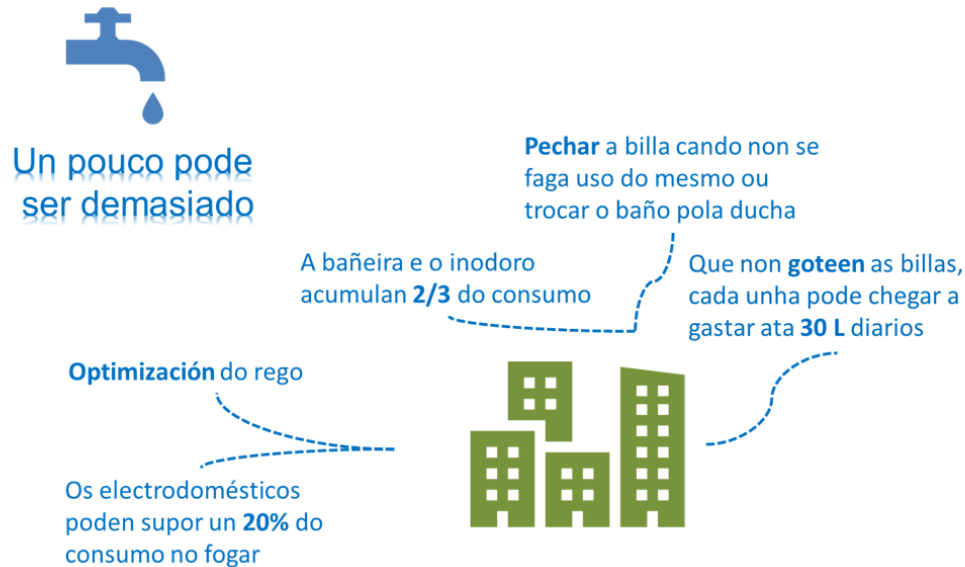 Un pouco pode
ser demasiado
Pechar a billa cando non se
faga uso do mesmo ou
trocar o baño pola ducha
A bañeira e o inodoro
acumulan 2/3 do consumo
Que non goteen as billas,
cada unha pode chegar a
gastar ata 30 L diarios
Optimización do rego
Os electrodomésticos
poden supor un 20% do
consumo no fogar